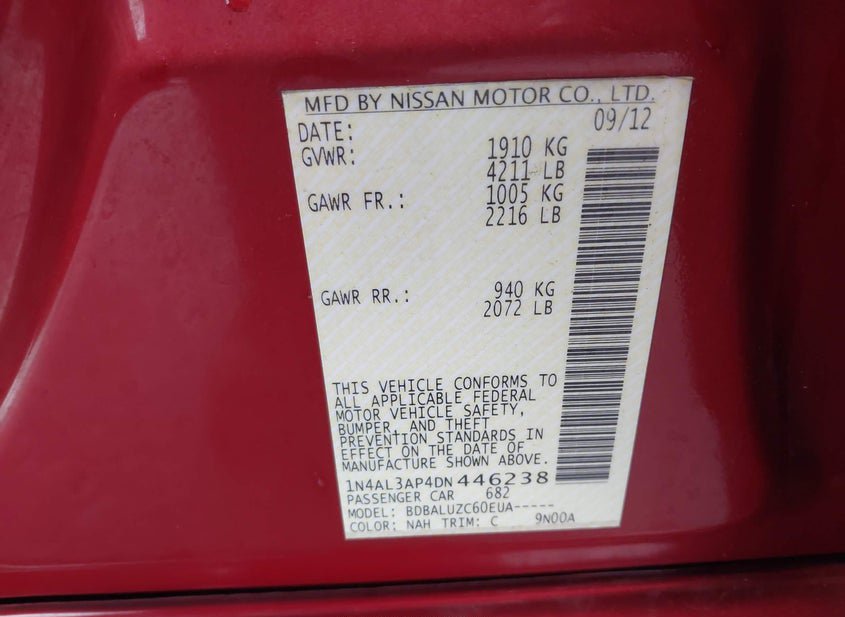 MFD BY NISSAN MOTOR CO., LTD.
DATE: 09/12
GVWR: 1910 KG
4211 LB
GAWR FR.: 1005 KG
2216 LB
GAWR RR.: 940 KG
2072 LB
THIS VEHICLE CONFORMS TO
ALL APPLICABLE FEDERAL
MOTOR VEHICLE SAFETY,
BUMPER, AND THEFT
PREVENTION STANDARDS IN
EFFECT ON THE DATE OF
MANUFACTURE SHOWN ABOVE.
1N4AL3AP4DN446238
PASSENGER CAR 682
MODEL: BDBALUZC60EUA-----
COLOR: NAH TRIM: C 9N00A